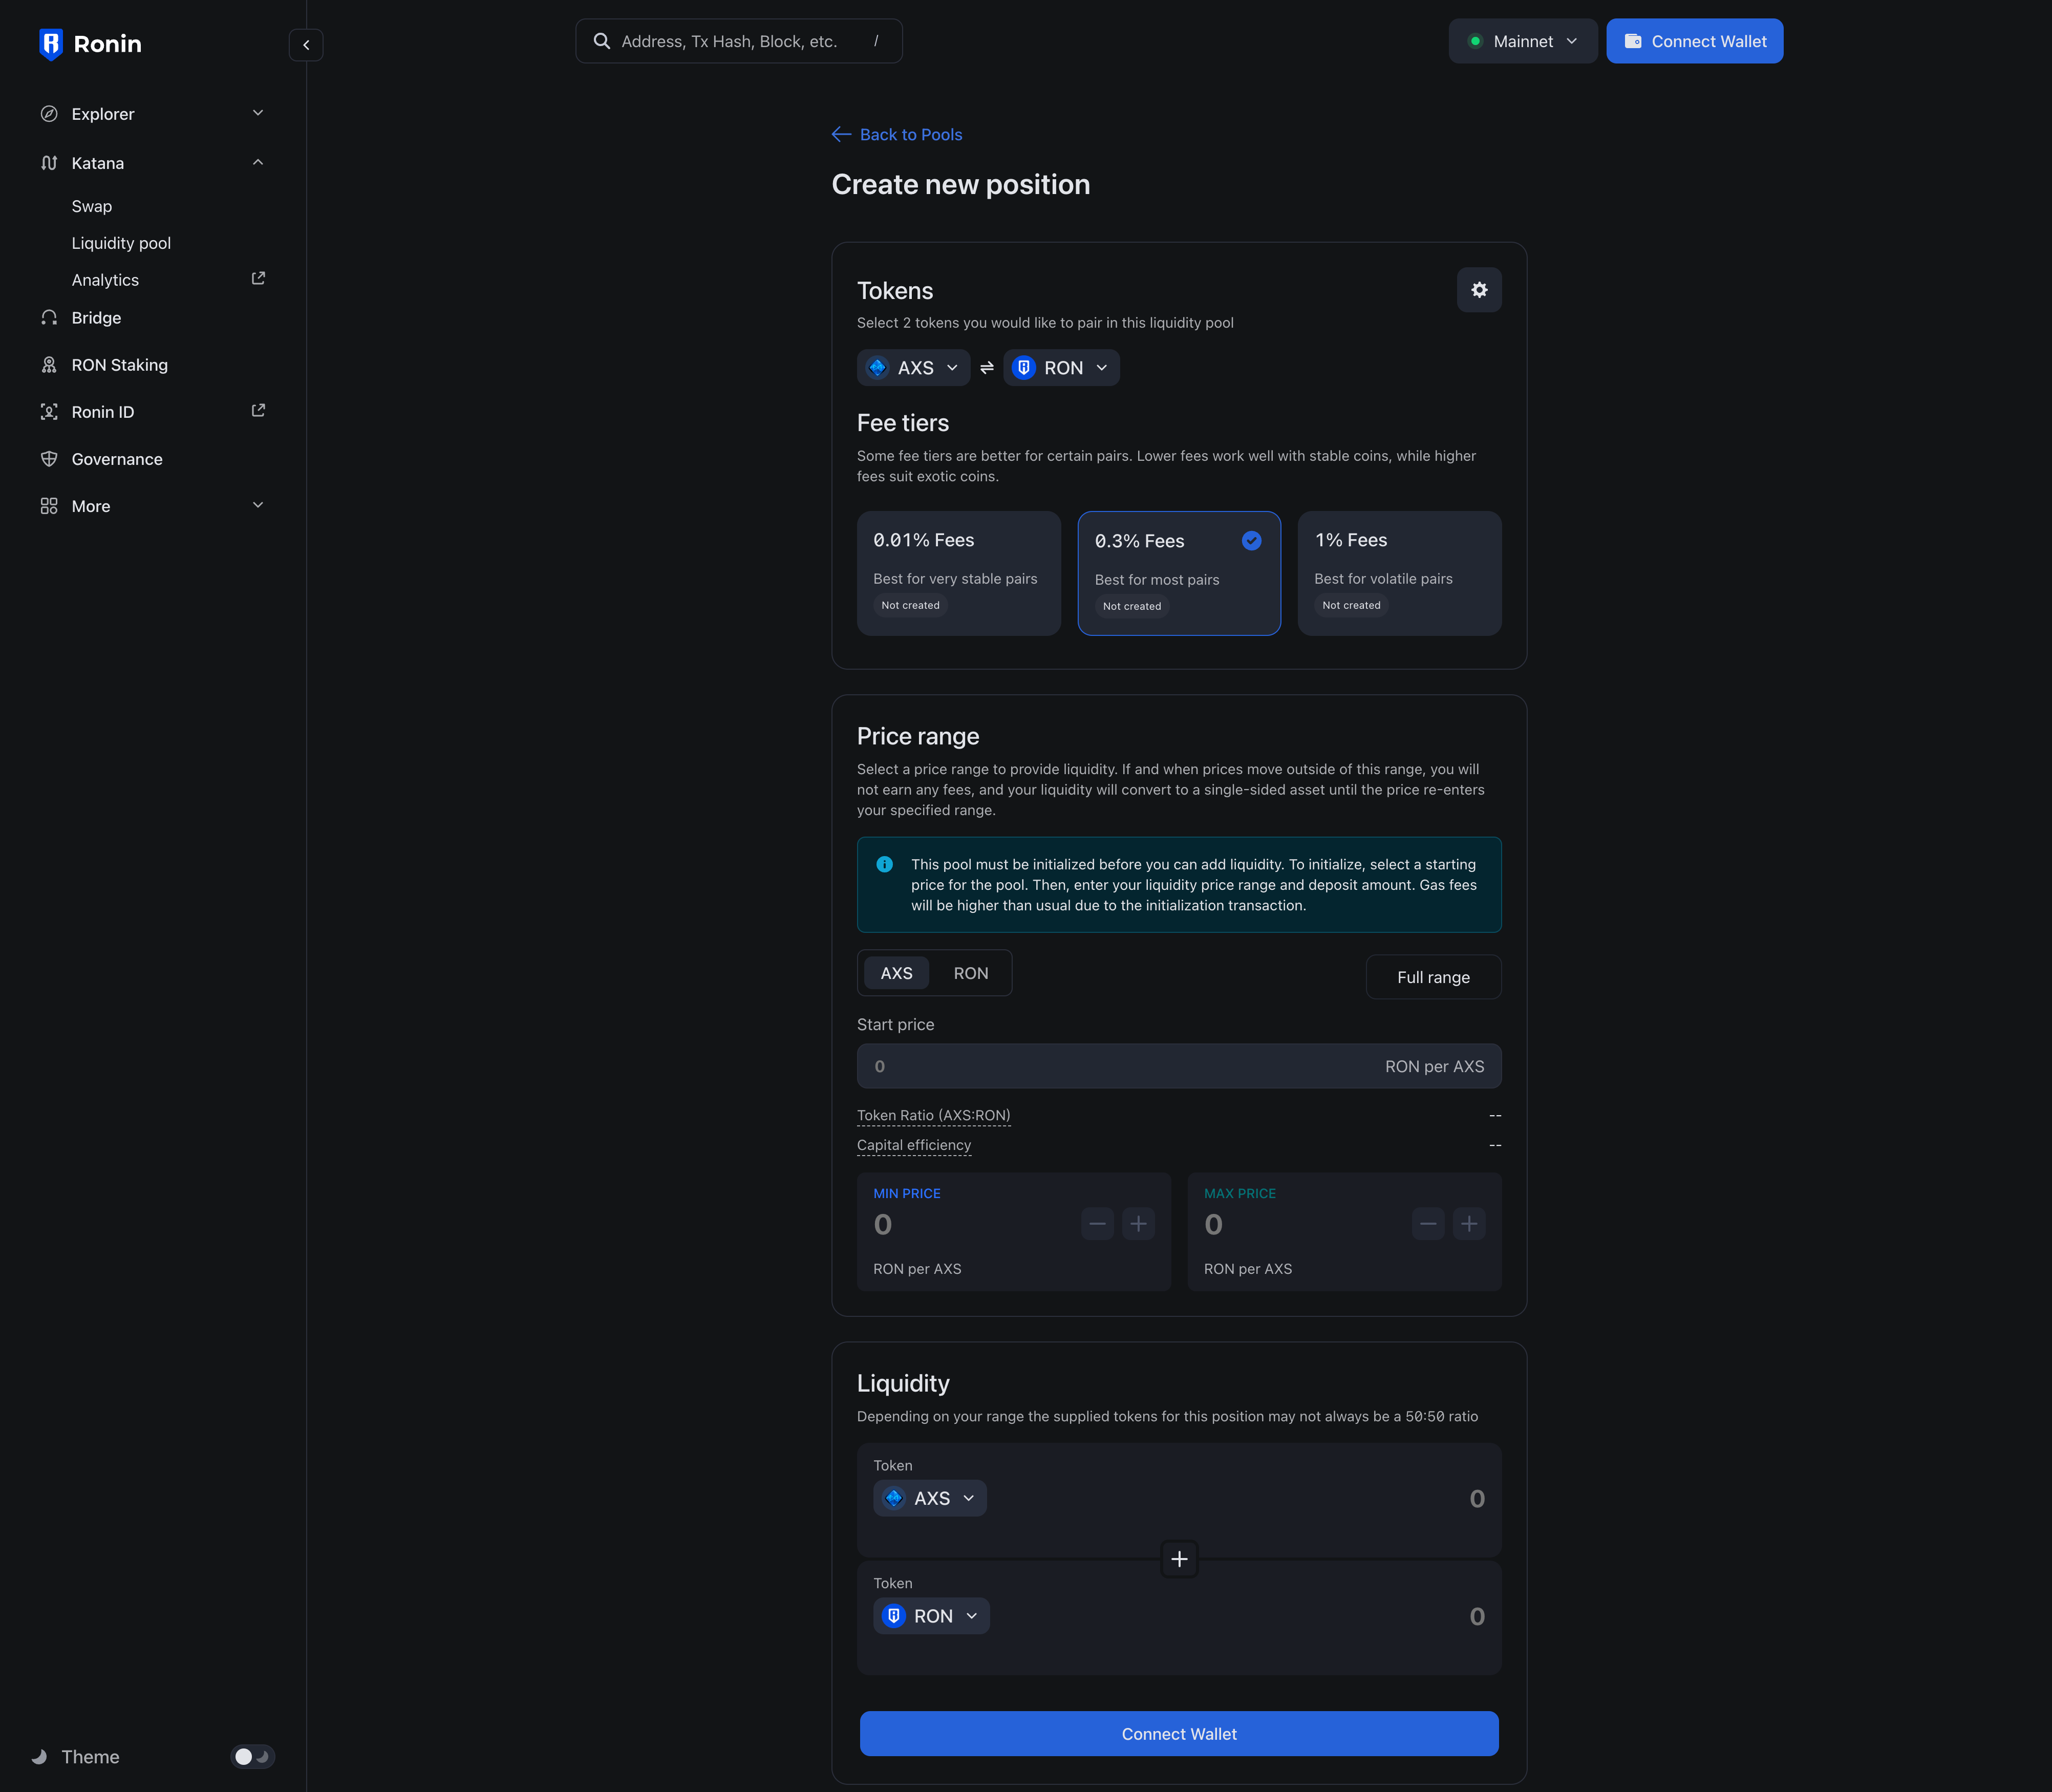 Ronin
Address, Tx Hash, Block, etc. /
Mainnet
Connect Wallet
Explorer
Katana
Swap
Liquidity pool
Analytics
Bridge
RON Staking
Ronin ID
Governance
More
Theme
Back to Pools
Create new position
Tokens
Select 2 tokens you would like to pair in this liquidity pool
AXS
RON
Fee tiers
Some fee tiers are better for certain pairs. Lower fees work well with stable coins, while higher
fees suit exotic coins.
0.01% Fees
Best for very stable pairs
Not created
0.3% Fees
Best for most pairs
Not created
1% Fees
Best for volatile pairs
Not created
Price range
Select a price range to provide liquidity. If and when prices move outside of this range, you will
not earn any fees, and your liquidity will convert to a single-sided asset until the price re-enters
your specified range.
This pool must be initialized before you can add liquidity. To initialize, select a starting
price for the pool. Then, enter your liquidity price range and deposit amount. Gas fees
will be higher than usual due to the initialization transaction.
AXS RON
Full range
Start price
0 RON per AXS
Token Ratio (AXS:RON) --
Capital efficiency --
MIN PRICE
0
RON per AXS
MAX PRICE
0
RON per AXS
Liquidity
Depending on your range the supplied tokens for this position may not always be a 50:50 ratio
Token
AXS 0
Token
RON 0
Connect Wallet